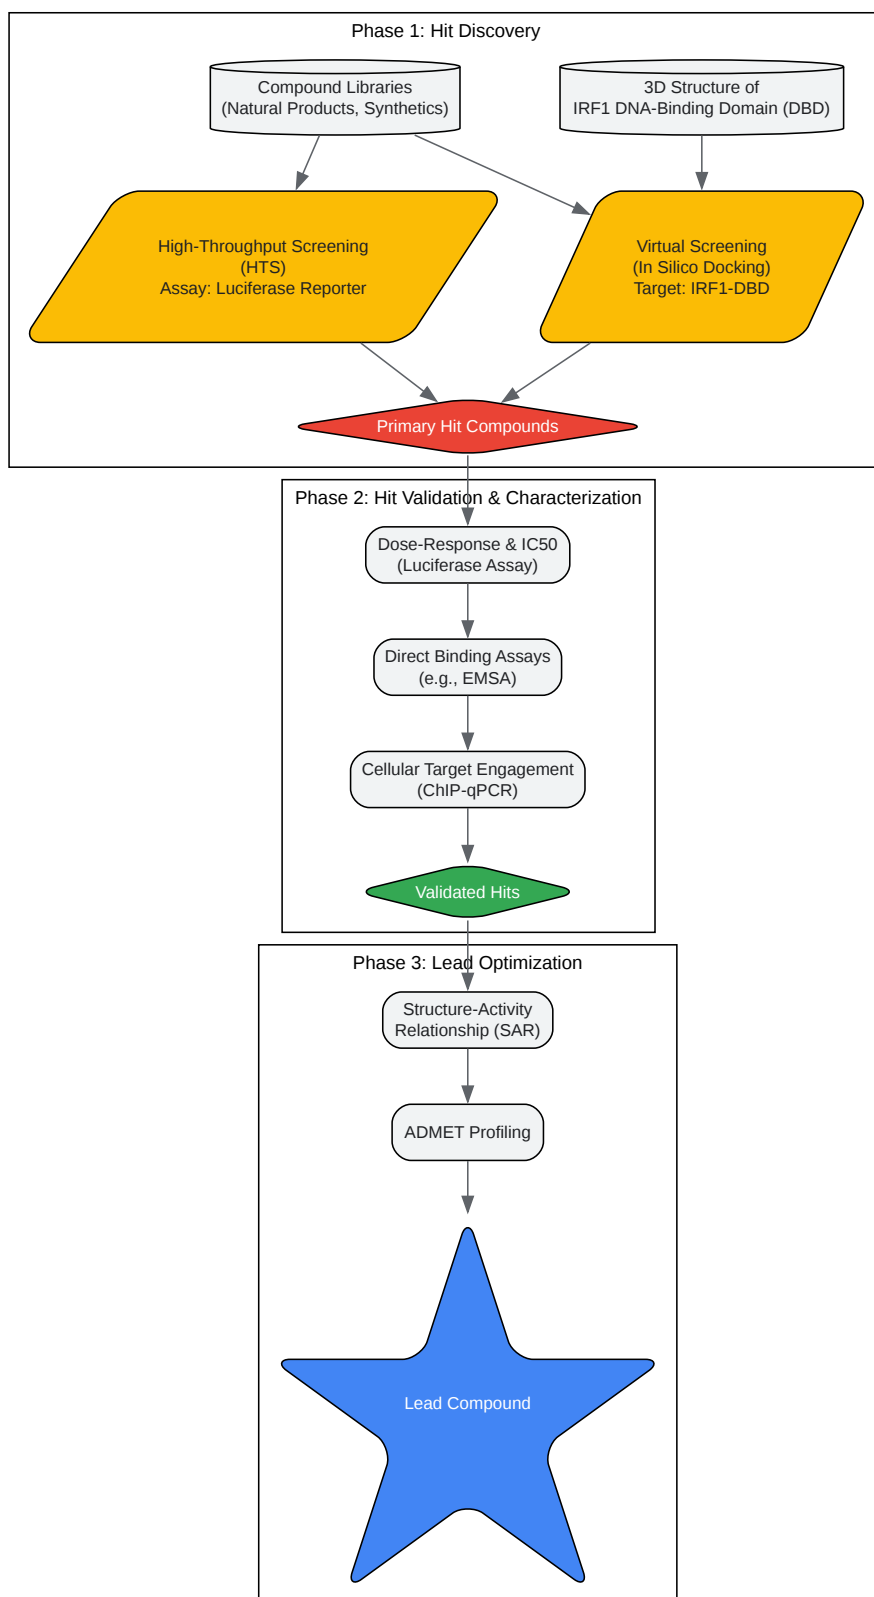 Phase 1: Hit Discovery
Compound Libraries
(Natural Products, Synthetics)
3D Structure of
IRF1 DNA-Binding Domain (DBD)
High-Throughput Screening
(HTS)
Assay: Luciferase Reporter
Virtual Screening
(In Silico Docking)
Target: IRF1-DBD
Primary Hit Compounds
Phase 2: Hit Validation & Characterization
Dose-Response & IC50
(Luciferase Assay)
Direct Binding Assays
(e.g., EMSA)
Cellular Target Engagement
(ChIP-qPCR)
Validated Hits
Phase 3: Lead Optimization
Structure-Activity
Relationship (SAR)
ADMET Profiling
Lead Compound